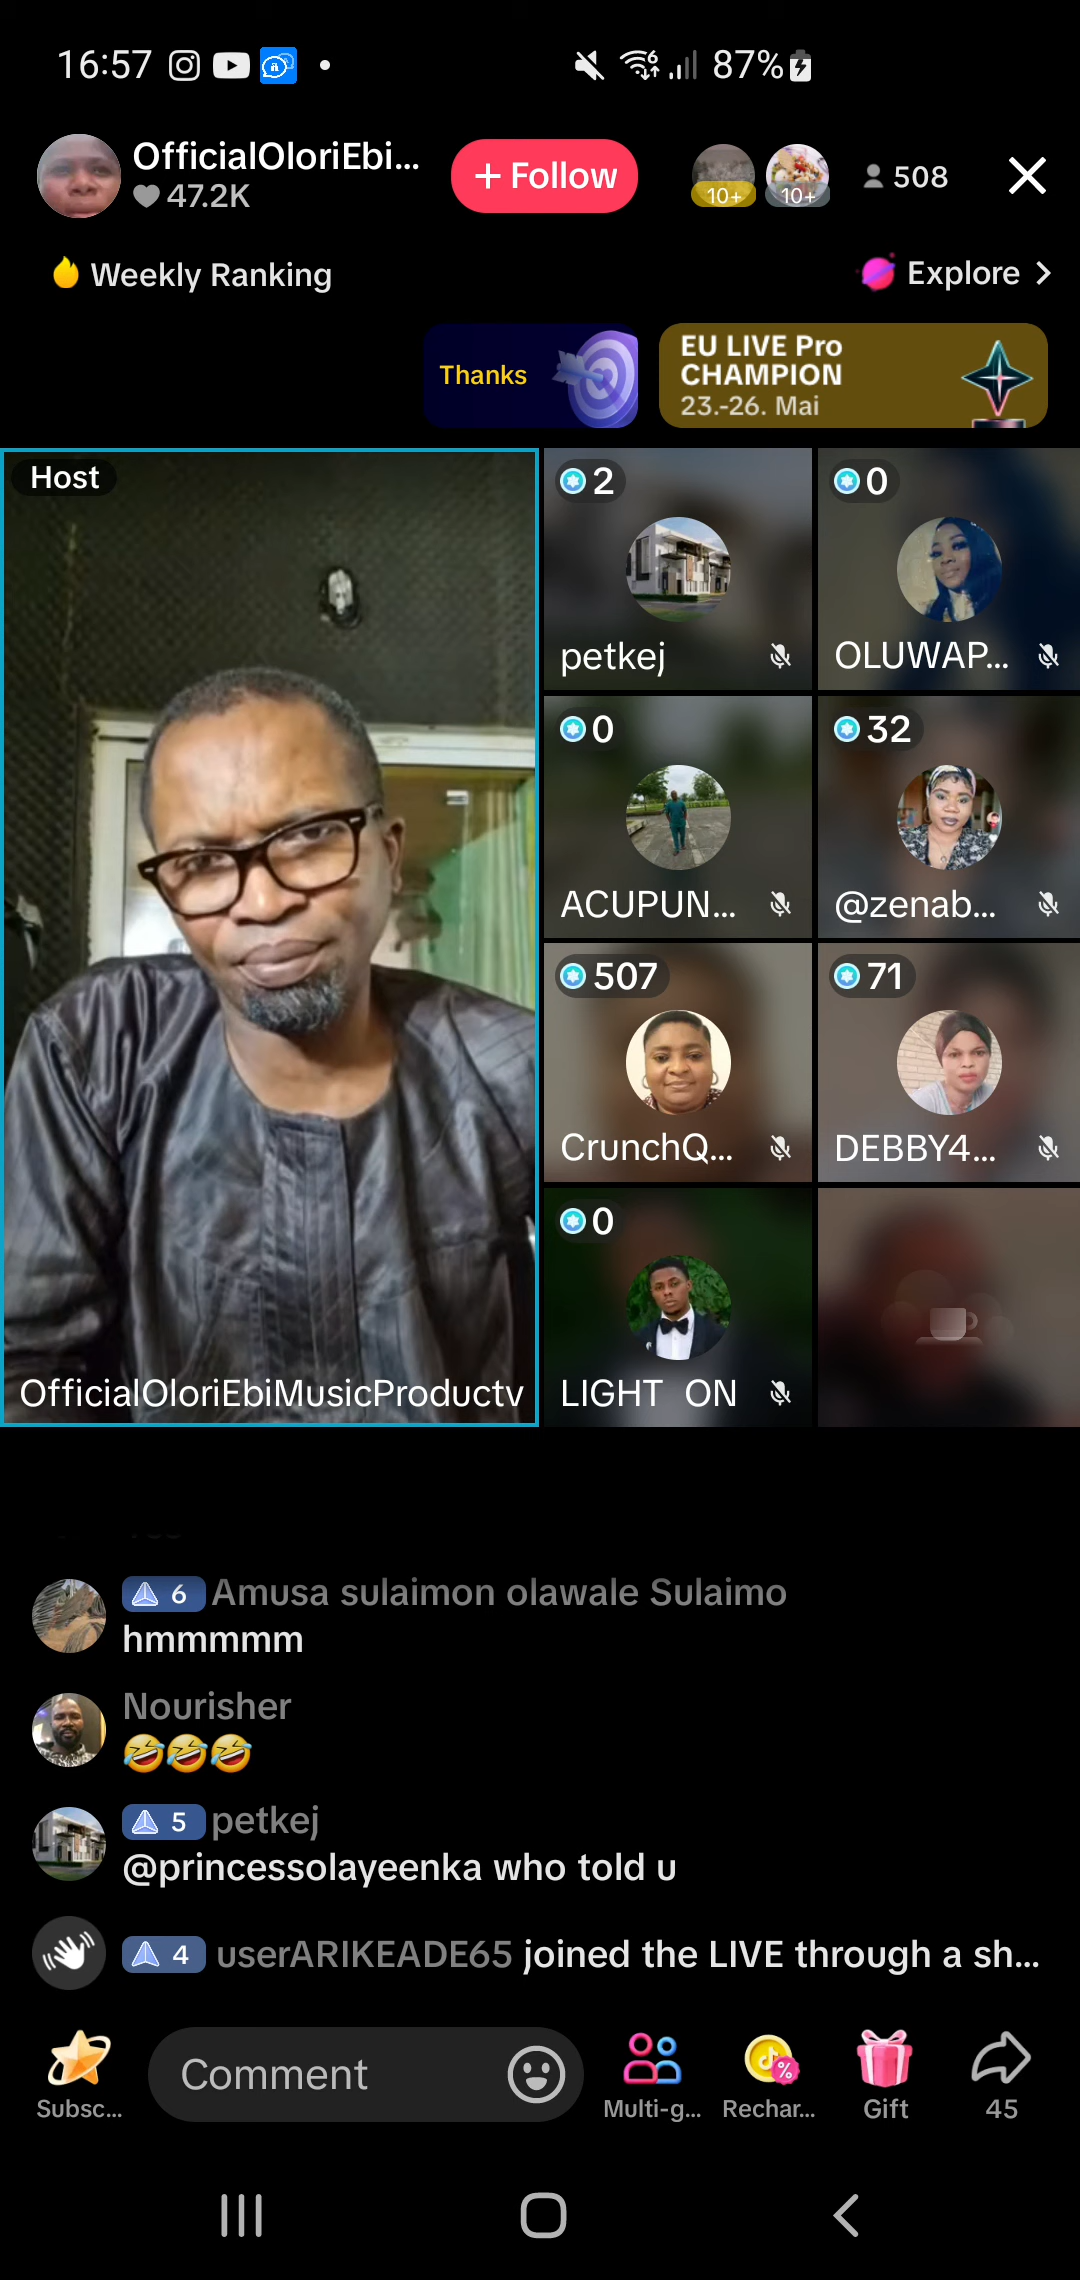 16:57
87%
OfficialOloriEbi...
47.2K
+ Follow
10+
10+
508
Weekly Ranking
Explore
Thanks
EU LIVE Pro
CHAMPION
23.-26. Mai
Host
2
petkej
0
OLUWAP...
0
ACUPUN...
32
@zenab...
507
CrunchQ...
71
DEBBY4...
0
LIGHT ON
OfficialOloriEbiMusicProductv
6 Amusa sulaimon olawale Sulaimo
hmmmmm
Nourisher
🤣🤣🤣
5 petkej
@princessolayeenka who told u
4 userARIKEADE65 joined the LIVE through a sh...
Comment
Subsc...
Multi-g...
Rechar...
Gift
45